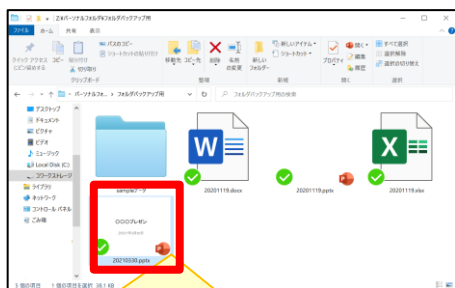 Z:¥パーソナルフォルダ¥フォルダバックアップ用
ファイル ホーム 共有 表示
クイック アクセス にピン留めする
コピー
貼り付け
パスのコピー
ショートカットの貼り付け
切り取り
移動先 コピー先 削除 名前の変更
新しいフォルダー
新しいアイテム
ショートカット
プロパティ
開く
編集
履歴
すべて選択
選択解除
選択の切り替え
クリップボード 整理 新規 開く 選択
パーソナルフォ... › フォルダバックアップ用
フォルダバックアップ用の検索
デスクトップ
ドキュメント
ピクチャ
ビデオ
ミュージック
Local Disk (C:)
コワークストレージ
ライブラリ
ネットワーク
コントロール パネル
ごみ箱
sampleデータ
20201119.docx
20201119.pptx
20201119.xlsx
〇〇〇プレゼン
20210330.pptx
5 個の項目 1 個の項目を選択 38.1 KB